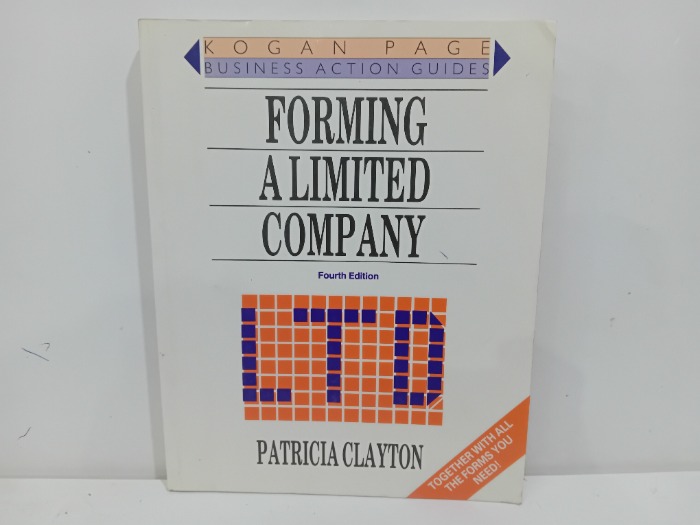 KOGAN PAGE
BUSINESS ACTION GUIDES
FORMING
A LIMITED
COMPANY
Fourth Edition
LTD
PATRICIA CLAYTON
TOGETHER WITH ALL
THE FORMS YOU
NEED!